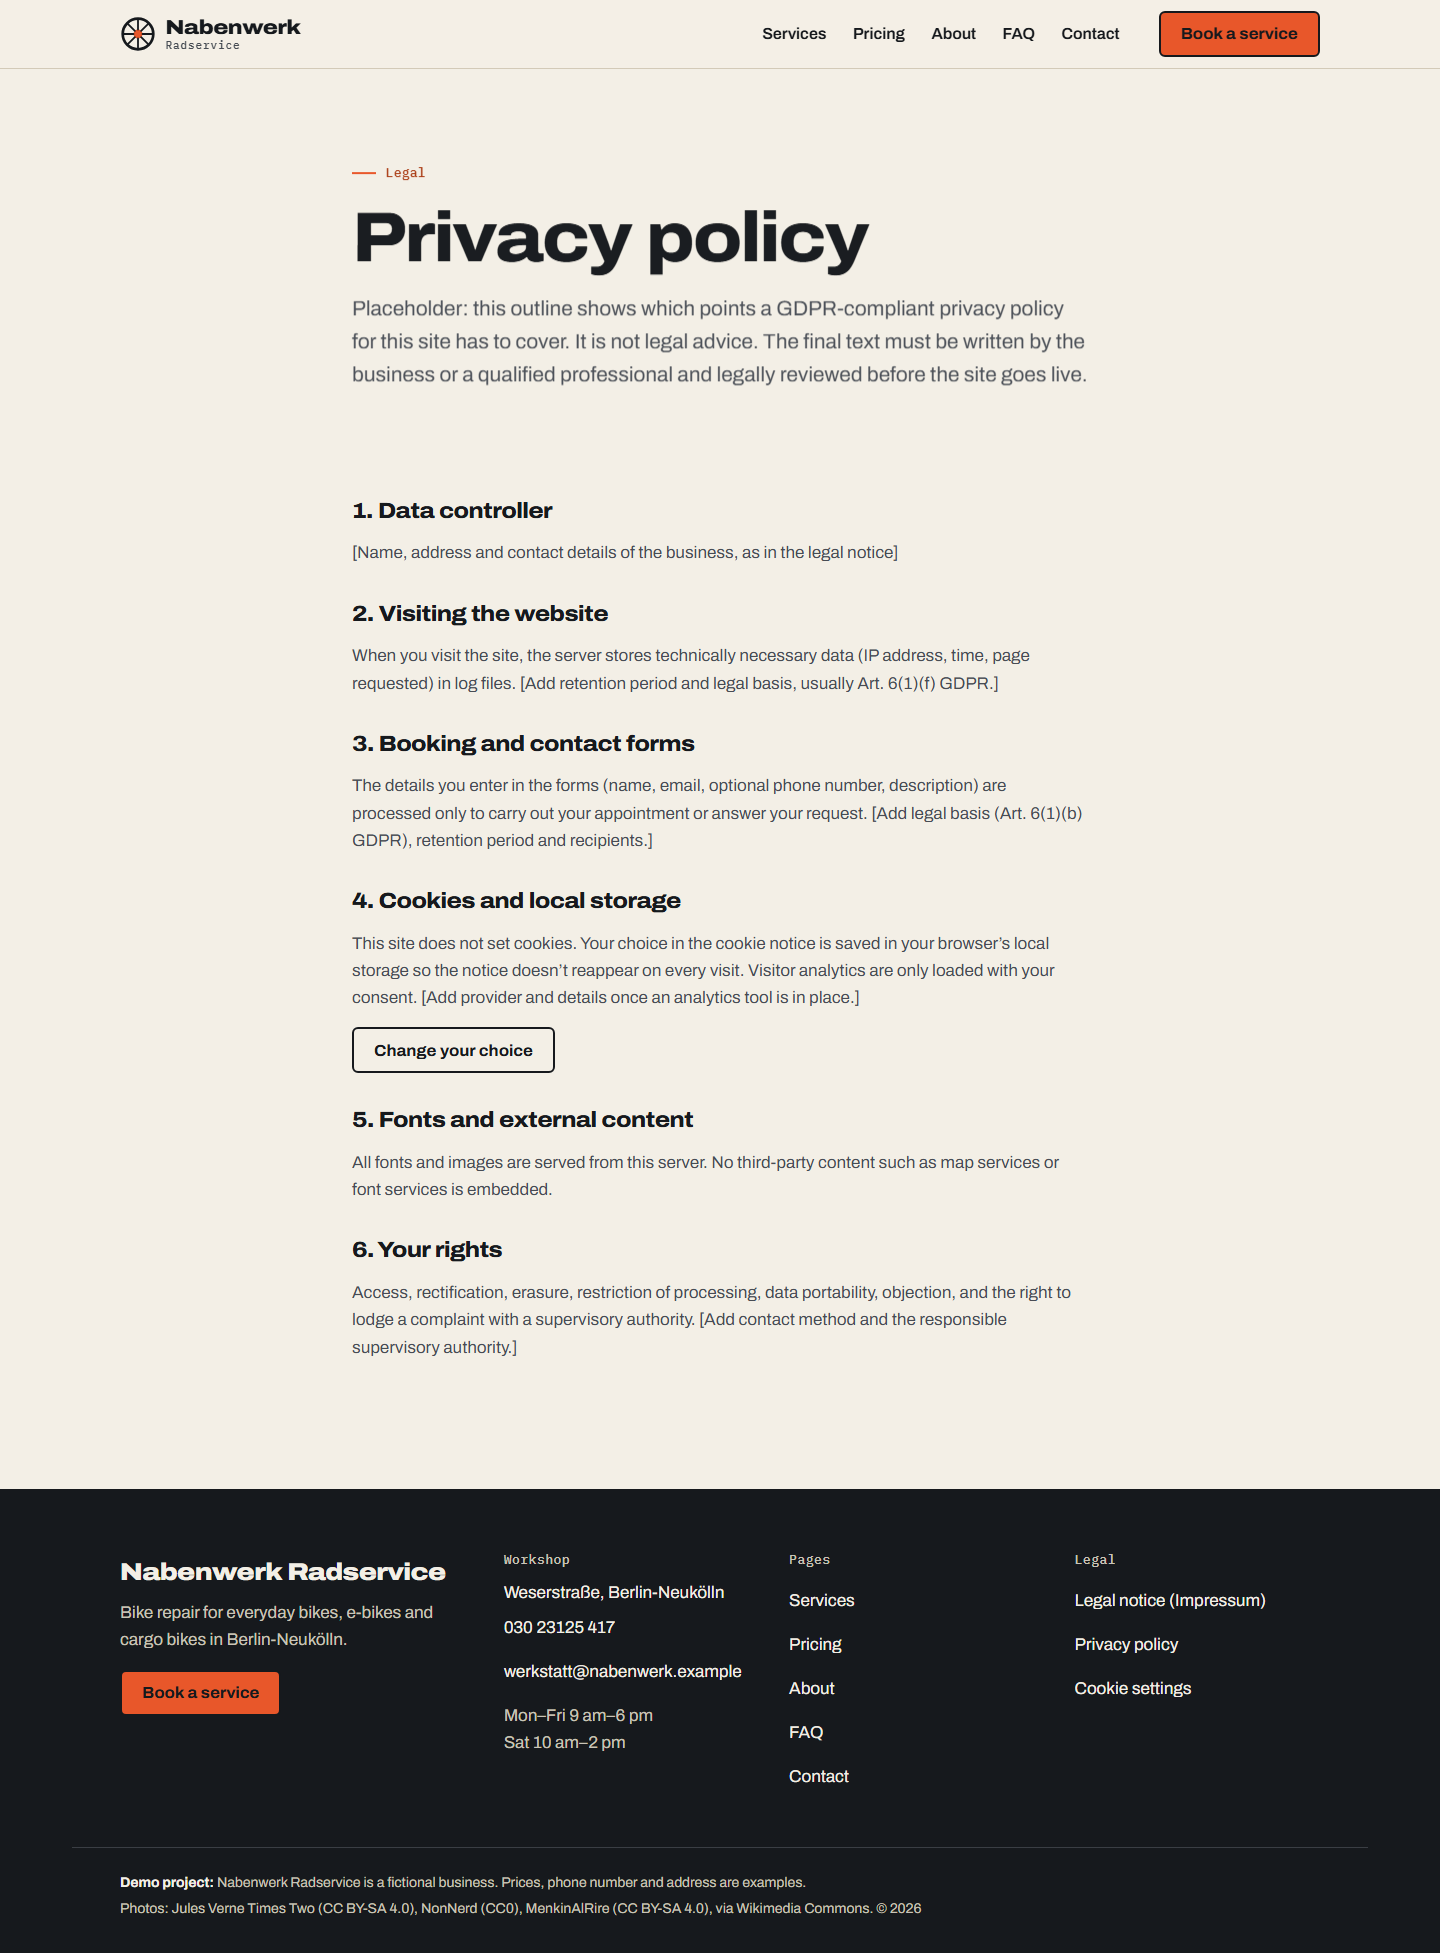 Nabenwerk
Radservice
Services
Pricing
About
FAQ
Contact
Book a service
Legal
Privacy policy
Placeholder: this outline shows which points a GDPR-compliant privacy policy
for this site has to cover. It is not legal advice. The final text must be written by the
business or a qualified professional and legally reviewed before the site goes live.
1. Data controller
[Name, address and contact details of the business, as in the legal notice]
2. Visiting the website
When you visit the site, the server stores technically necessary data (IP address, time, page
requested) in log files. [Add retention period and legal basis, usually Art. 6(1)(f) GDPR.]
3. Booking and contact forms
The details you enter in the forms (name, email, optional phone number, description) are
processed only to carry out your appointment or answer your request. [Add legal basis (Art. 6(1)(b)
GDPR), retention period and recipients.]
4. Cookies and local storage
This site does not set cookies. Your choice in the cookie notice is saved in your browser’s local
storage so the notice doesn’t reappear on every visit. Visitor analytics are only loaded with your
consent. [Add provider and details once an analytics tool is in place.]
Change your choice
5. Fonts and external content
All fonts and images are served from this server. No third-party content such as map services or
font services is embedded.
6. Your rights
Access, rectification, erasure, restriction of processing, data portability, objection, and the right to
lodge a complaint with a supervisory authority. [Add contact method and the responsible
supervisory authority.]
Nabenwerk Radservice
Bike repair for everyday bikes, e-bikes and
cargo bikes in Berlin-Neukölln.
Book a service
Workshop
Weserstraße, Berlin-Neukölln
030 23125 417
werkstatt@nabenwerk.example
Mon–Fri 9 am–6 pm
Sat 10 am–2 pm
Pages
Services
Pricing
About
FAQ
Contact
Legal
Legal notice (Impressum)
Privacy policy
Cookie settings
Demo project: Nabenwerk Radservice is a fictional business. Prices, phone number and address are examples.
Photos: Jules Verne Times Two (CC BY-SA 4.0), NonNerd (CC0), MenkinAlRire (CC BY-SA 4.0), via Wikimedia Commons. © 2026